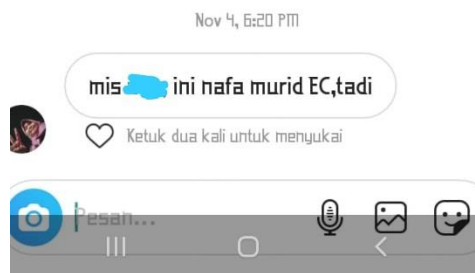 Nov 4, 6:20 PM
mis ini nafa murid EC,tadi
Ketuk dua kali untuk menyukai
Pesan...